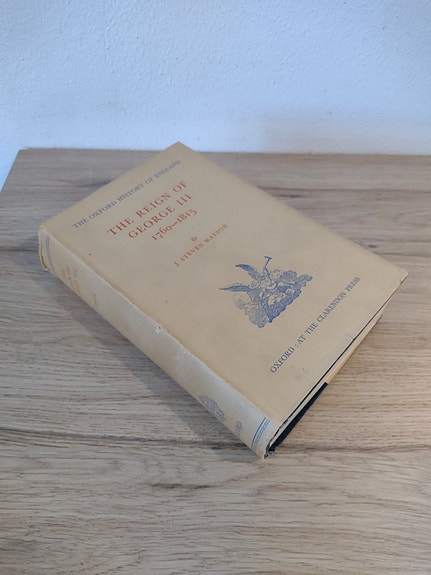 THE OXFORD HISTORY OF ENGLAND
THE REIGN OF
GEORGE III
1760–1815
By
J. STEVEN WATSON
OXFORD : AT THE CLARENDON PRESS